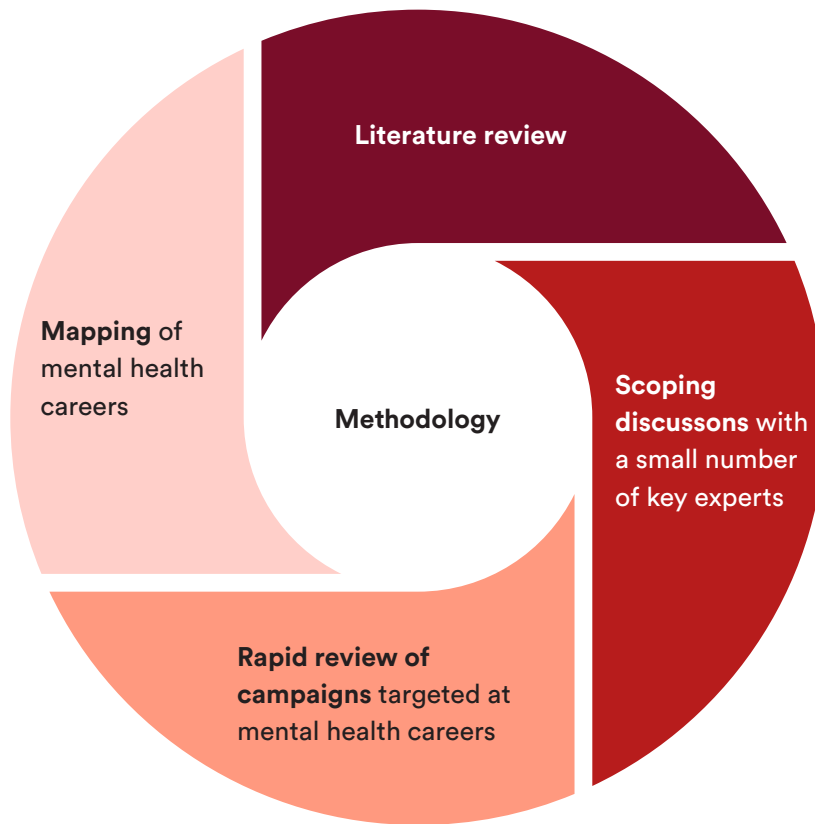 Literature review
Mapping of
mental health
careers
Methodology
Scoping
discussons with
a small number
of key experts
Rapid review of
campaigns targeted at
mental health careers